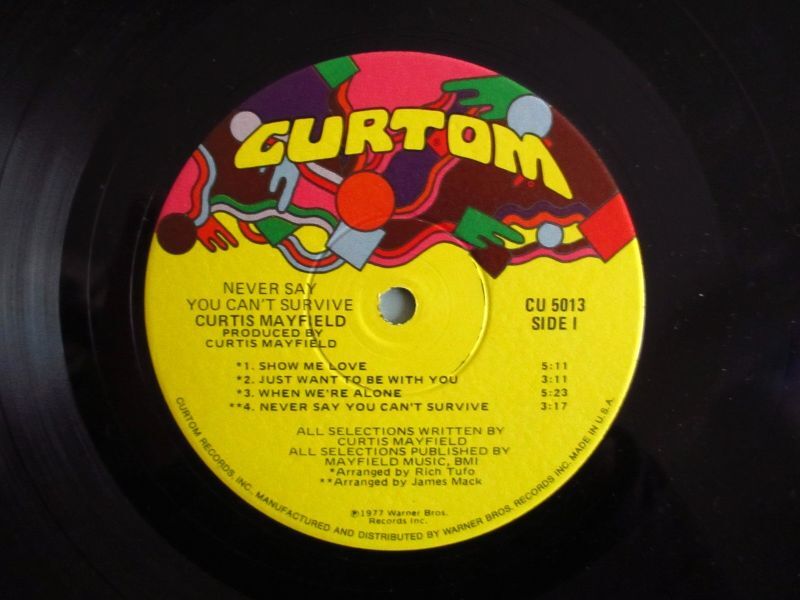 CURTOM
NEVER SAY
YOU CAN'T SURVIVE
CURTIS MAYFIELD
PRODUCED BY
CURTIS MAYFIELD
CU 5013
SIDE I
*1. SHOW ME LOVE 5:11
*2. JUST WANT TO BE WITH YOU 3:11
*3. WHEN WE'RE ALONE 5:23
**4. NEVER SAY YOU CAN'T SURVIVE 3:17
ALL SELECTIONS WRITTEN BY
CURTIS MAYFIELD
ALL SELECTIONS PUBLISHED BY
MAYFIELD MUSIC, BMI
*Arranged by Rich Tufo
**Arranged by James Mack
℗1977 Warner Bros.
Records Inc.
CURTOM RECORDS, INC. MANUFACTURED AND DISTRIBUTED BY WARNER BROS. RECORDS INC. MADE IN U.S.A.